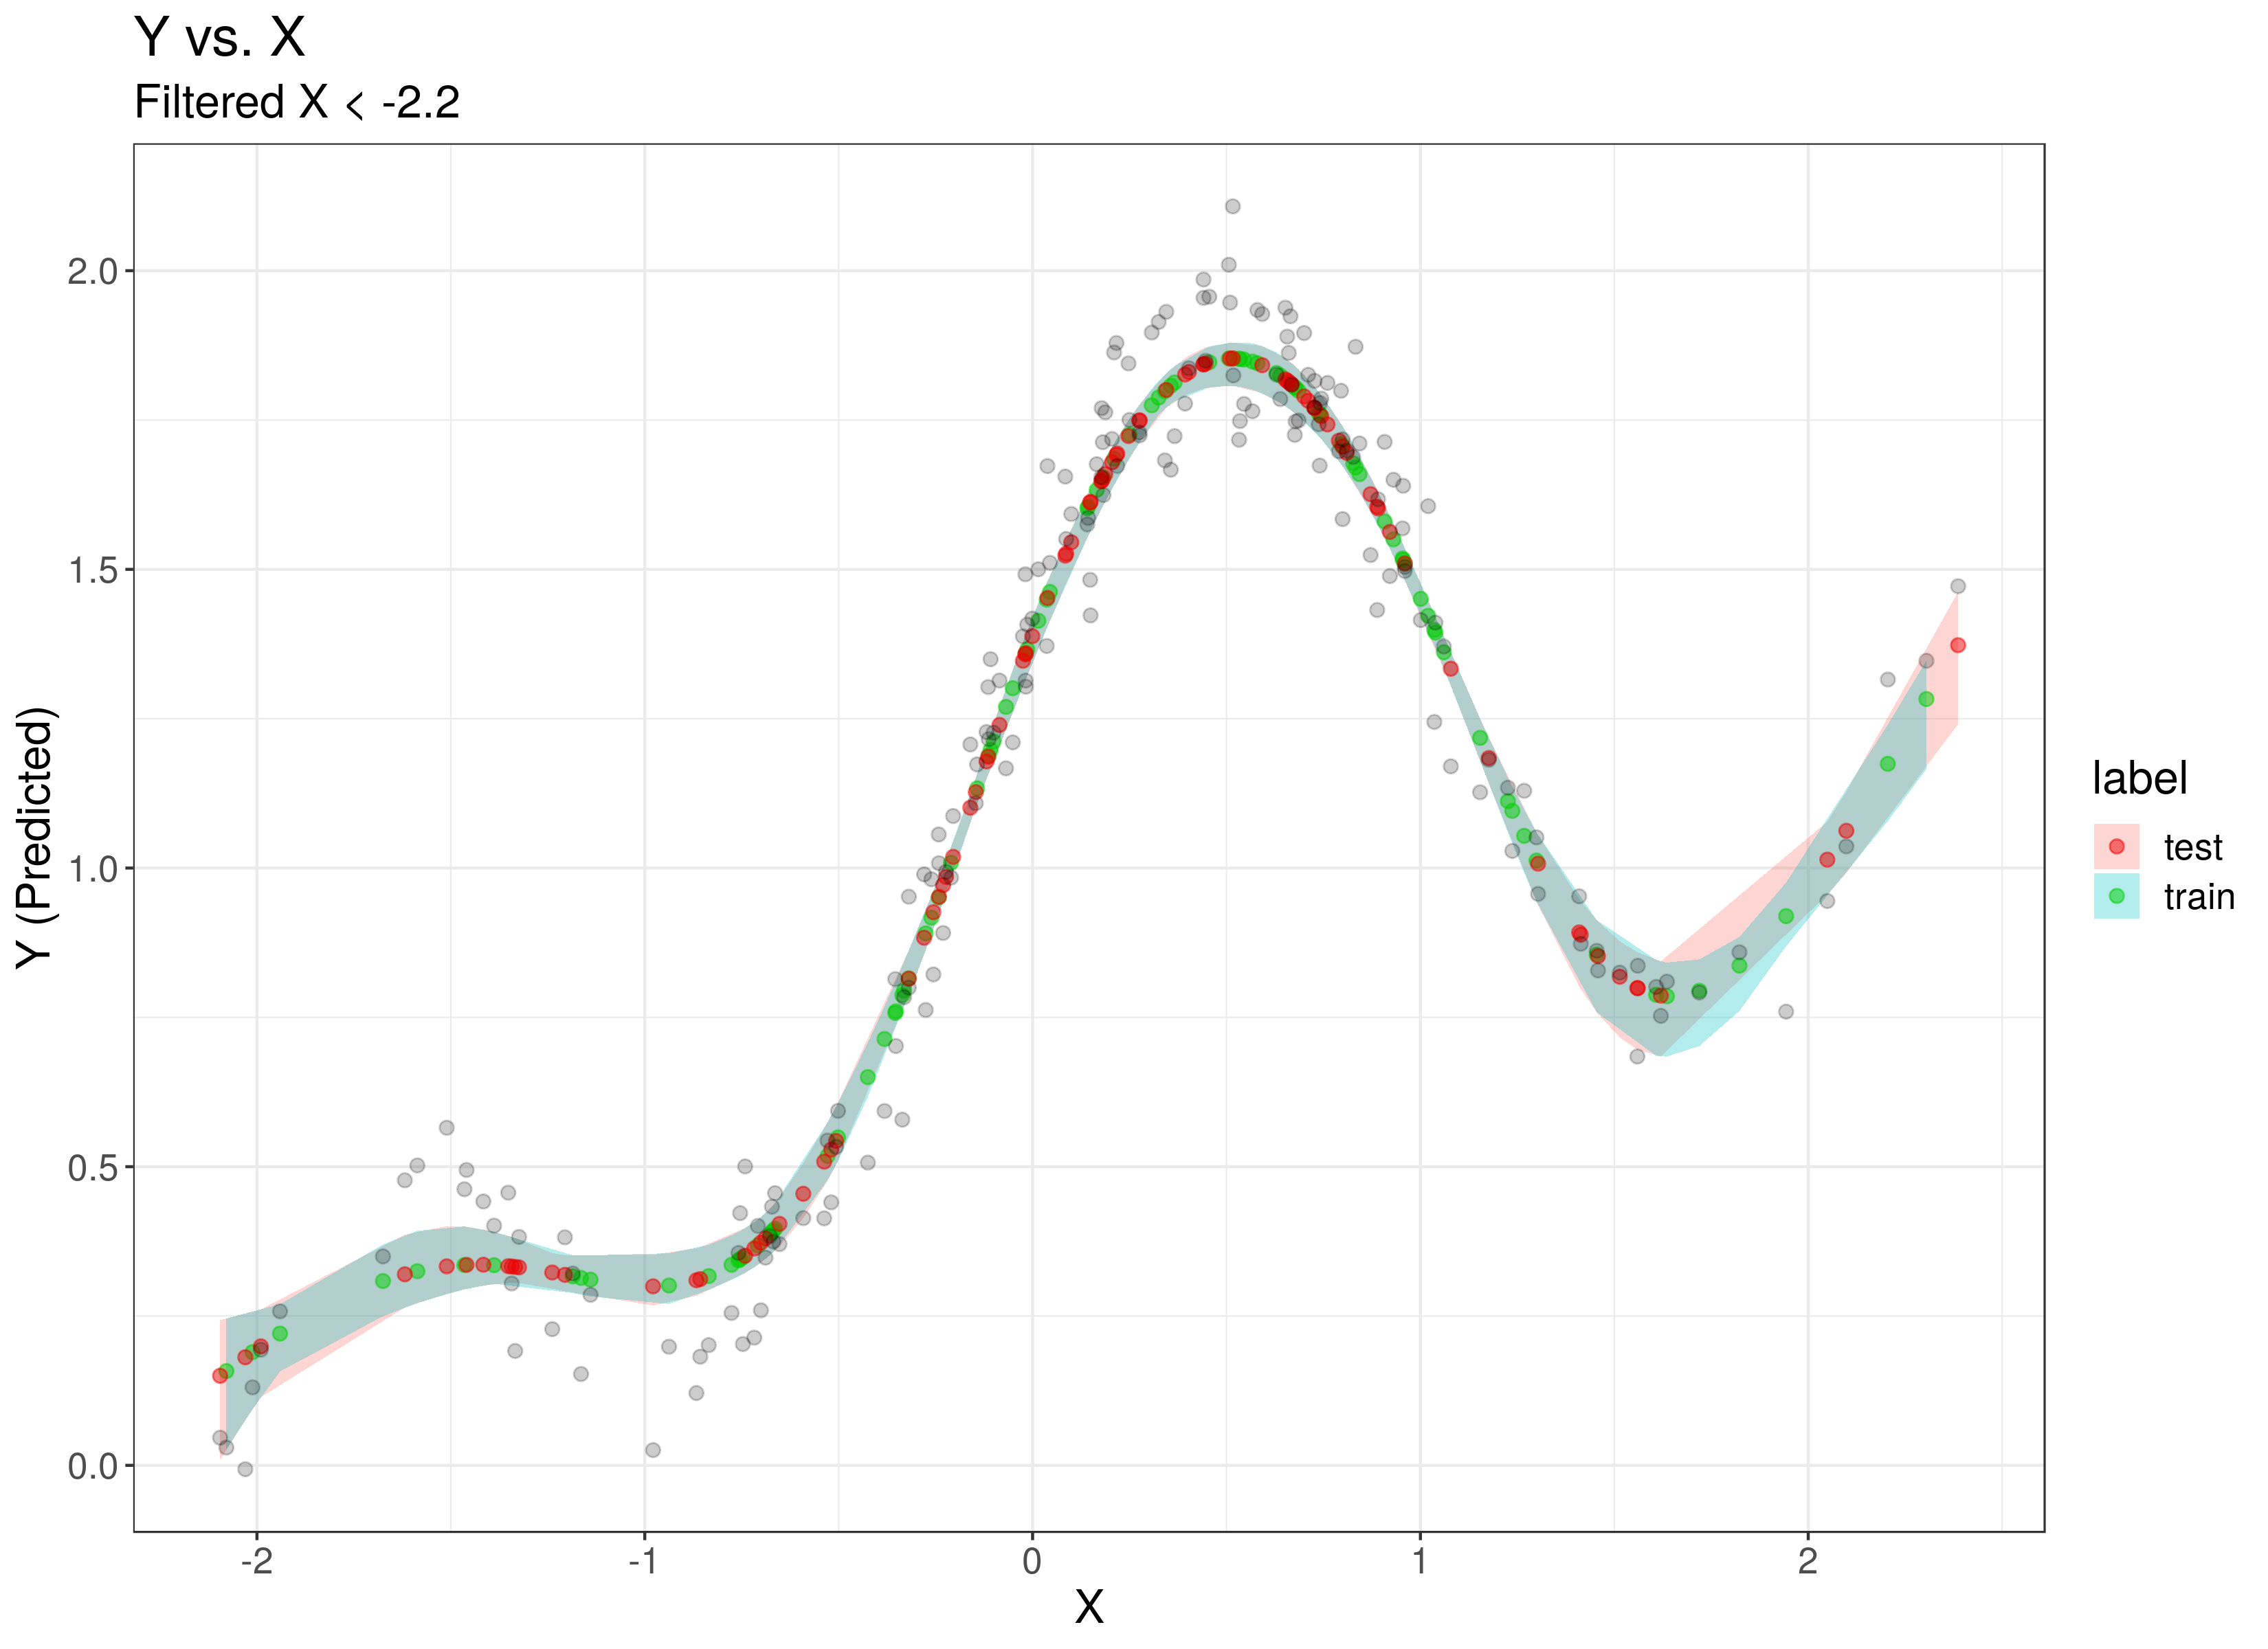 Y vs. X
Filtered X < -2.2
Y (Predicted)
2.0
1.5
1.0
0.5
0.0
-2 -1 0 1 2
X
label
test
train